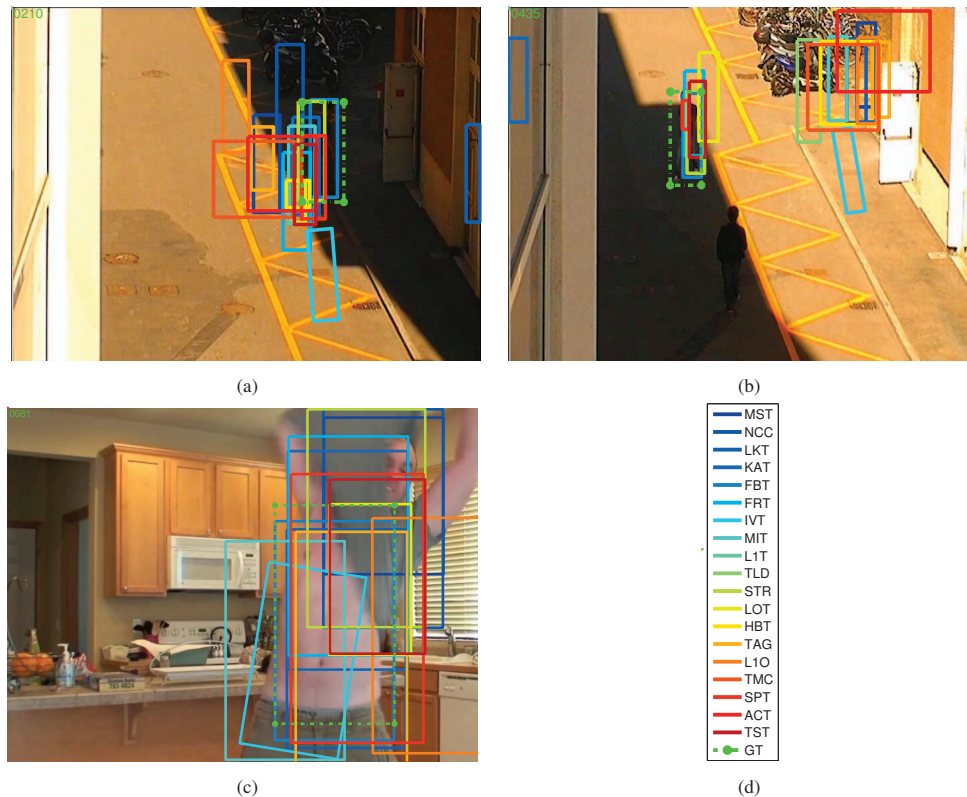 0210
0435
(a)
(b)
0081
MST
NCC
LKT
KAT
FBT
FRT
IVT
MIT
L1T
TLD
STR
LOT
HBT
TAG
L1O
TMC
SPT
ACT
TST
GT
(c)
(d)